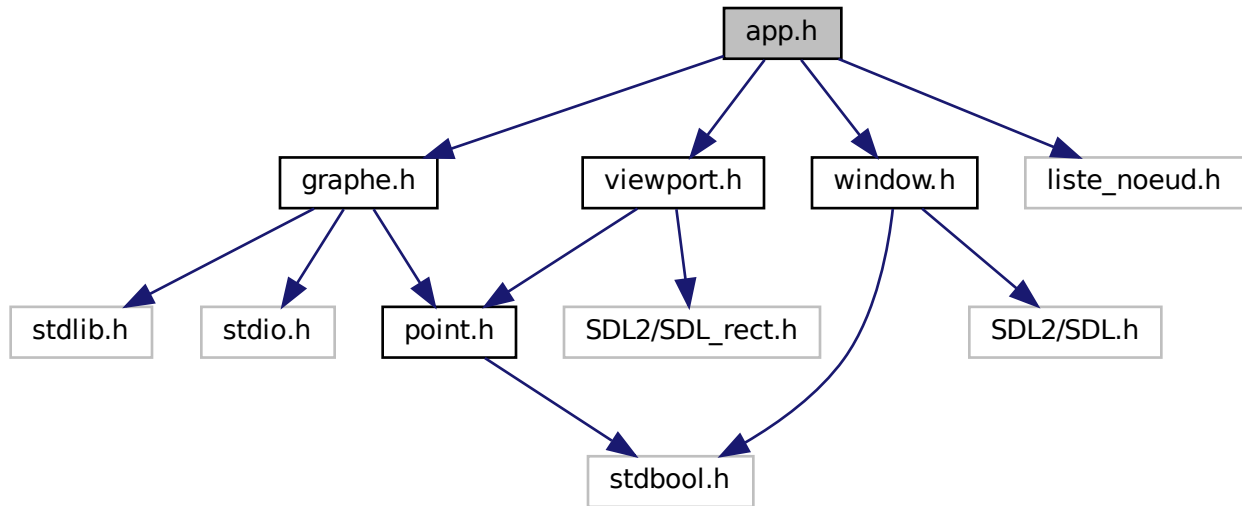 app.h
graphe.h
viewport.h
window.h
liste_noeud.h
stdlib.h
stdio.h
point.h
SDL2/SDL_rect.h
SDL2/SDL.h
stdbool.h